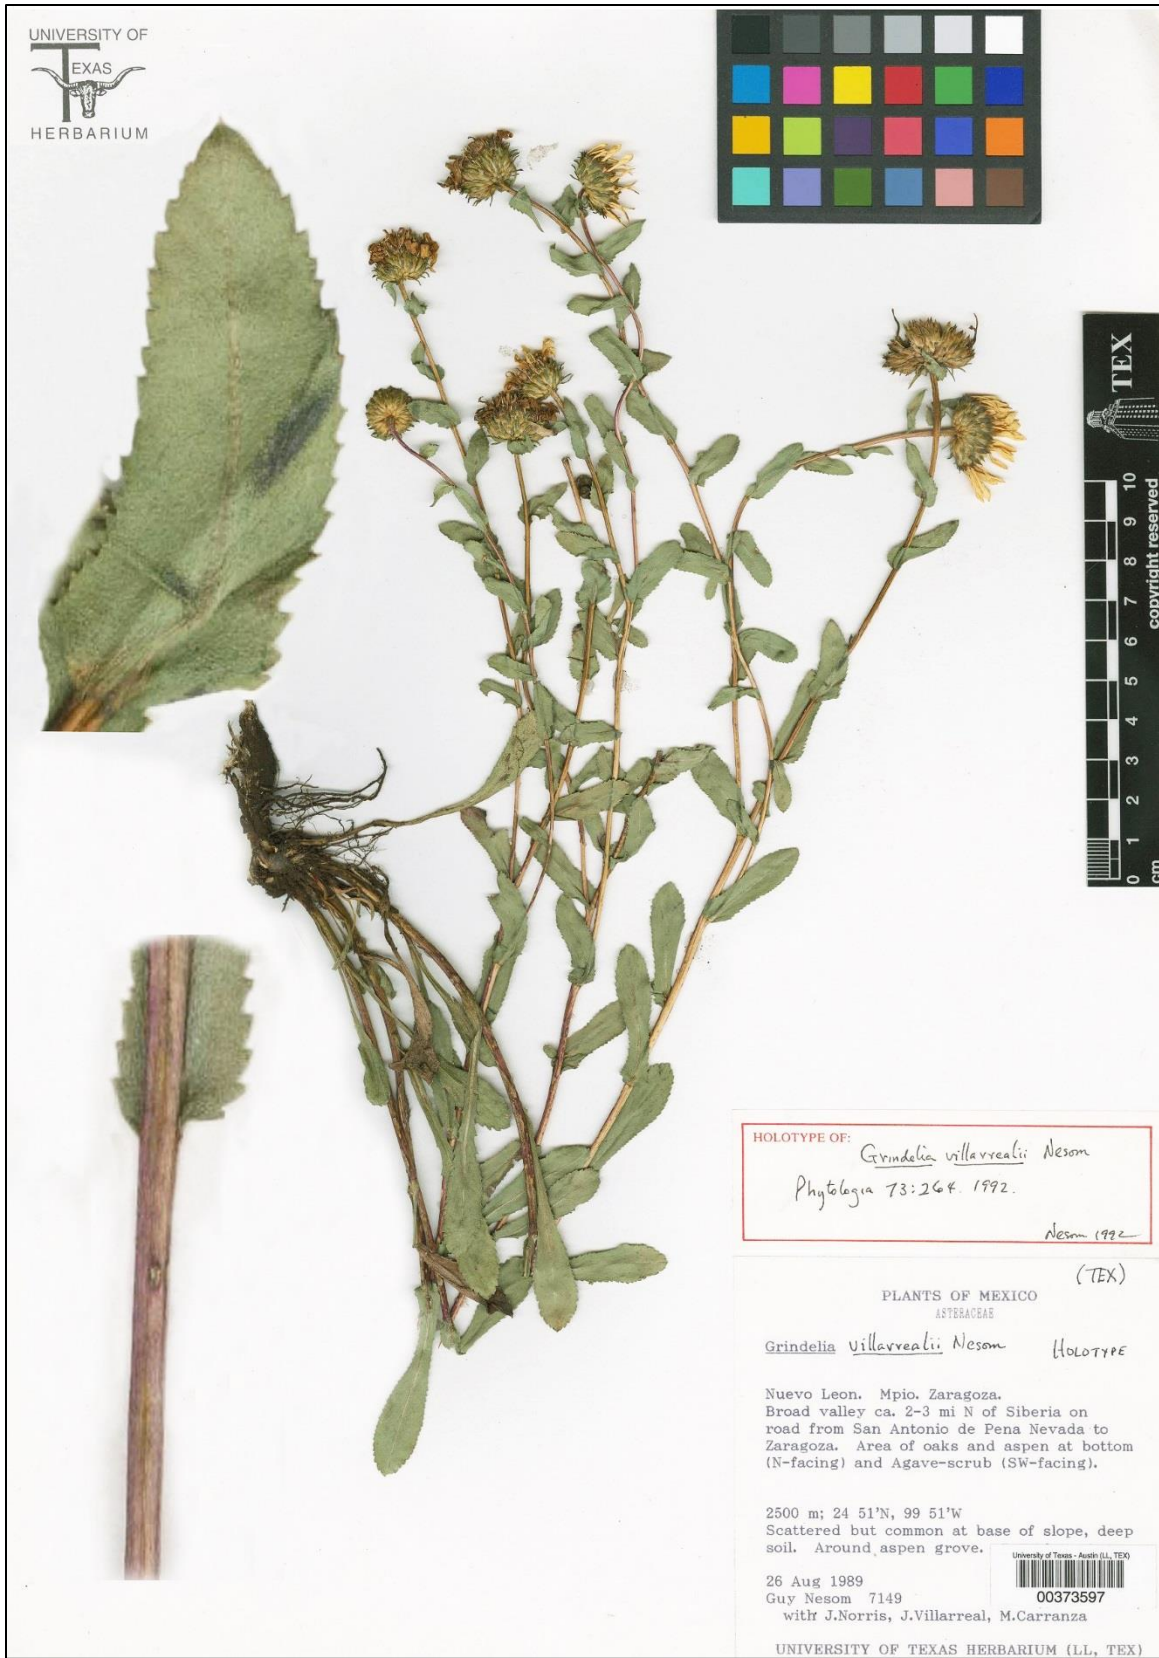 UNIVERSITY OF
TEXAS
HERBARIUM
TEX
10
9
8
7
6
5
4
3
2
1
0
cm
copyright reserved
HOLOTYPE OF:
Grindelia villarrealii Nesom
Phytologia 73:264. 1992.
Nesom 1992
(TEX)
PLANTS OF MEXICO
ASTERACEAE
Grindelia villarrealii Nesom HOLOTYPE
Nuevo Leon. Mpio. Zaragoza.
Broad valley ca. 2-3 mi N of Siberia on
road from San Antonio de Pena Nevada to
Zaragoza. Area of oaks and aspen at bottom
(N-facing) and Agave-scrub (SW-facing).
2500 m; 24 51'N, 99 51'W
Scattered but common at base of slope, deep
soil. Around aspen grove.
University of Texas - Austin (LL, TEX)
00373597
26 Aug 1989
Guy Nesom 7149
with J.Norris, J.Villarreal, M.Carranza
UNIVERSITY OF TEXAS HERBARIUM (LL, TEX)